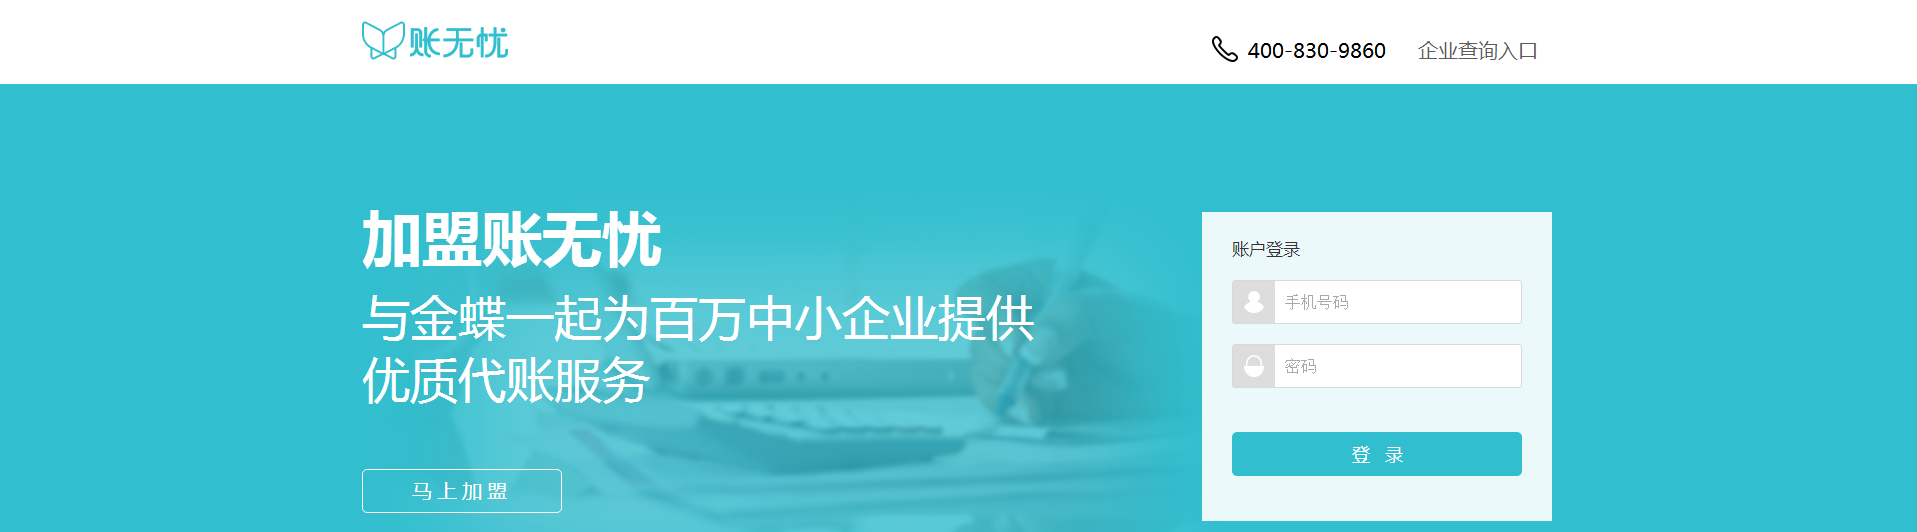 账无忧
400-830-9860 企业查询入口
加盟账无忧
与金蝶一起为百万中小企业提供
优质代账服务
马上加盟
账户登录
手机号码
密码
登 录